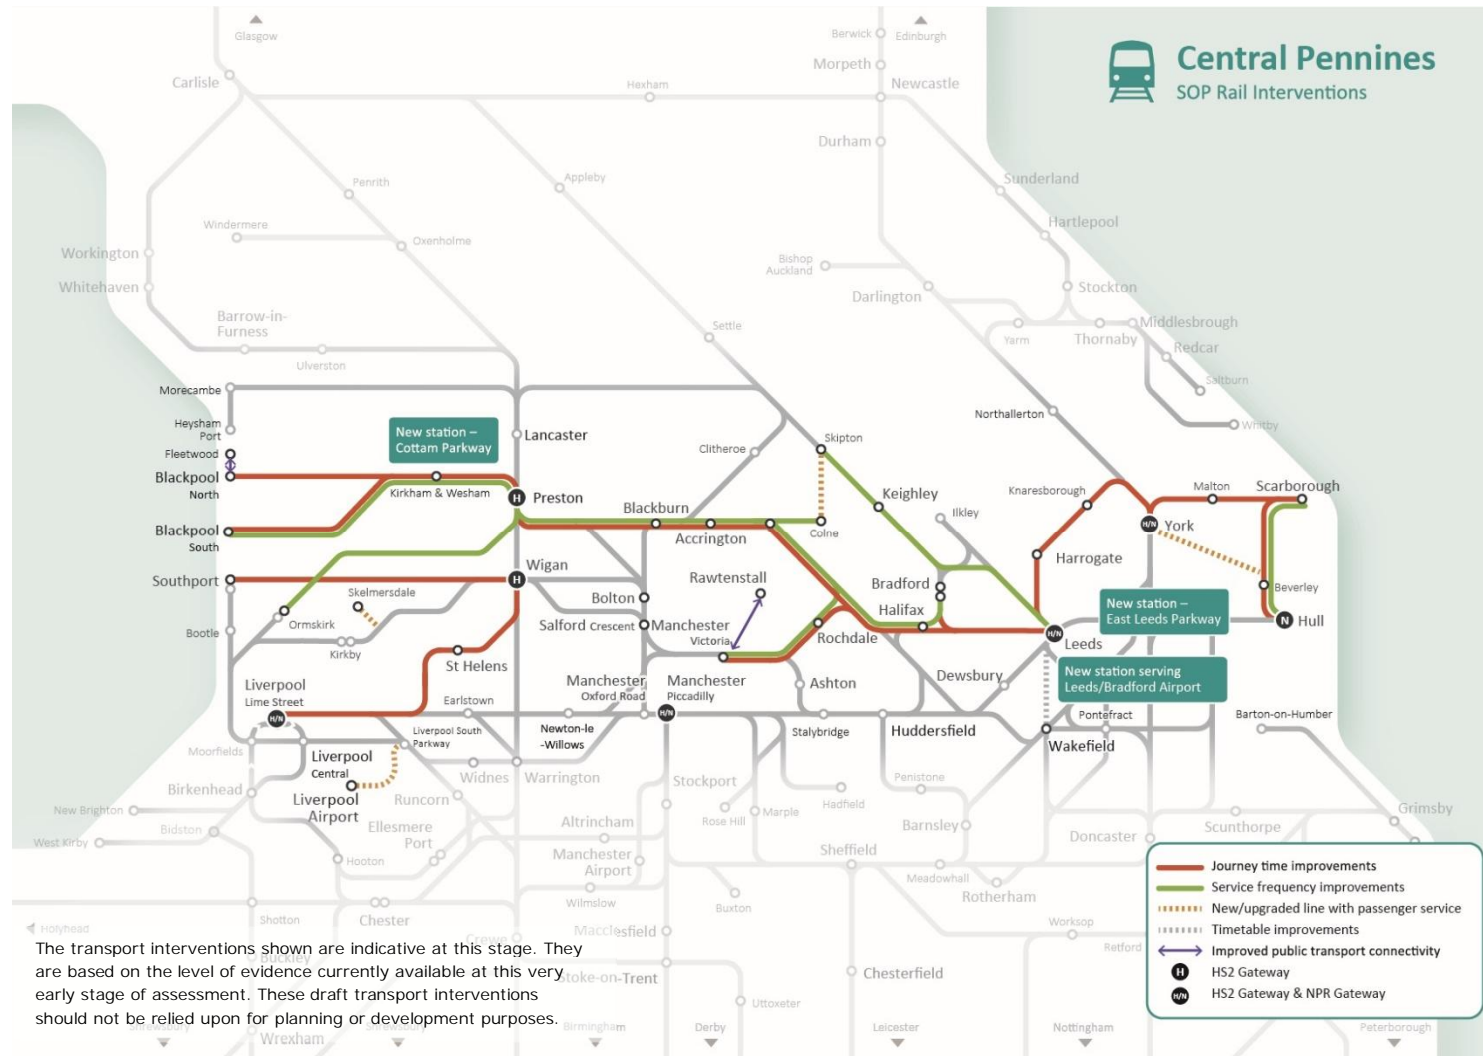 Central Pennines
SOP Rail Interventions
Glasgow
Berwick
Edinburgh
Carlisle
Morpeth
Hexham
Newcastle
Durham
Penrith
Appleby
Sunderland
Windermere
Oxenholme
Hartlepool
Workington
Bishop
Auckland
Whitehaven
Darlington
Stockton
Barrow-in-
Furness
Settle
Yarm
Thornaby
Middlesbrough
Redcar
Ulverston
Saltburn
Morecambe
Northallerton
Whitby
Heysham
Port
New station –
Cottam Parkway
Lancaster
Skipton
Fleetwood
Clitheroe
Blackpool
North
Kirkham & Wesham
H
Preston
Keighley
Knaresborough
Malton
Scarborough
Blackburn
Blackpool
South
Accrington
Colne
Ilkley
H/N
York
Harrogate
Southport
H
Wigan
Rawtenstall
Bradford
Beverley
Skelmersdale
Bolton
Halifax
New station –
East Leeds Parkway
Ormskirk
Salford Crescent
Manchester
Victoria
Rochdale
N
Hull
Bootle
Kirkby
H/N
Leeds
St Helens
New station serving
Leeds/Bradford Airport
Liverpool
Lime Street
Manchester
Oxford Road
Manchester
Piccadilly
Ashton
Dewsbury
H/N
Earlstown
H/N
Pontefract
Barton-on-Humber
Moorfields
Liverpool
Central
Liverpool South
Parkway
Newton-le
-Willows
Stalybridge
Huddersfield
Wakefield
Birkenhead
Widnes
Warrington
Stockport
Penistone
New Brighton
Liverpool
Airport
Runcorn
Rose Hill
Marple
Hadfield
Grimsby
Bidston
Ellesmere
Port
Altrincham
Barnsley
Doncaster
Scunthorpe
West Kirby
Hooton
Manchester
Airport
Sheffield
Meadowhall
Rotherham
Wilmslow
Buxton
Shotton
Chester
Worksop
Retford
Holyhead
Crewe
Macclesfield
Buckley
Stoke-on-Trent
Chesterfield
Uttoxeter
Shrewsbury
Wrexham
Shrewsbury
Birmingham
Derby
Leicester
Nottingham
Peterborough
The transport interventions shown are indicative at this stage. They
are based on the level of evidence currently available at this very
early stage of assessment. These draft transport interventions
should not be relied upon for planning or development purposes.
Journey time improvements
Service frequency improvements
New/upgraded line with passenger service
Timetable improvements
Improved public transport connectivity
H HS2 Gateway
H/N HS2 Gateway & NPR Gateway